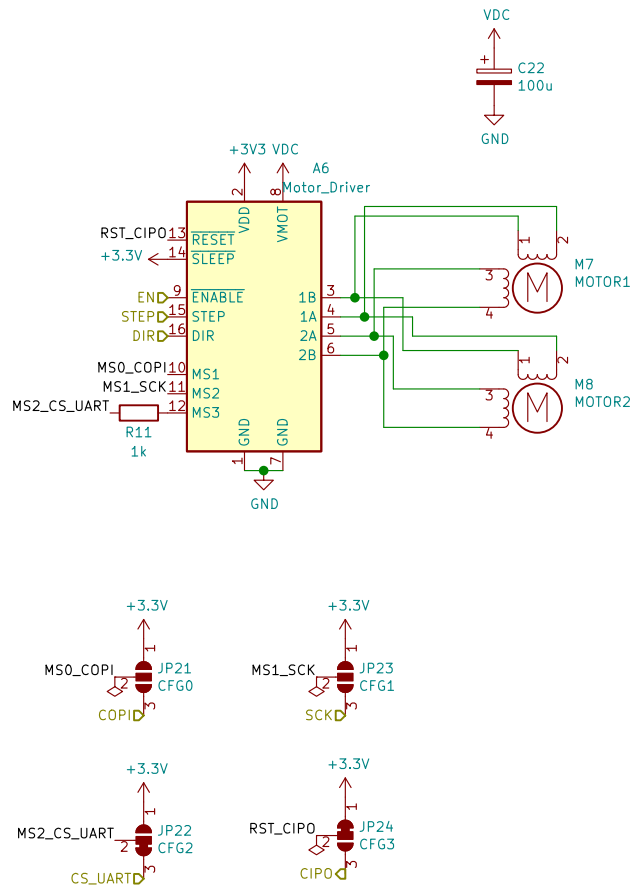 VDC
+
C22
100u
GND
+3V3 VDC
A6
Motor_Driver
2
8
VDD
VMOT
RST_CIPO 13 RESET
+3.3V 14 SLEEP
EN 9 ENABLE
STEP 15 STEP
DIR 16 DIR
MS0_COPI 10 MS1
MS1_SCK 11 MS2
MS2_CS_UART 12 MS3
R11
1k
1B 3
1A 4
2A 5
2B 6
GND GND
1 7
GND
1 2
3
4
M
M7
MOTOR1
1 2
3
4
M
M8
MOTOR2
+3.3V
1
MS0_COPI
2
JP21
CFG0
3
COPI
+3.3V
1
MS1_SCK
2
JP23
CFG1
3
SCK
+3.3V
1
MS2_CS_UART
2
JP22
CFG2
3
CS_UART
+3.3V
1
RST_CIPO
2
JP24
CFG3
3
CIPO